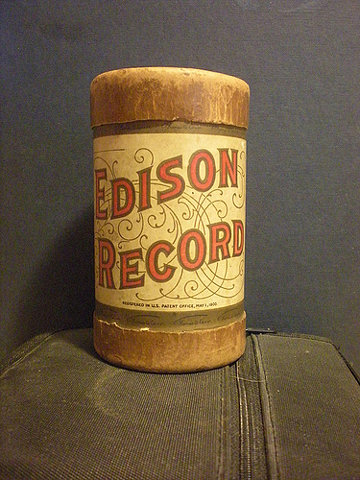 EDISON
RECORD
REGISTERED IN U.S. PATENT OFFICE, MAY 1, 1900.